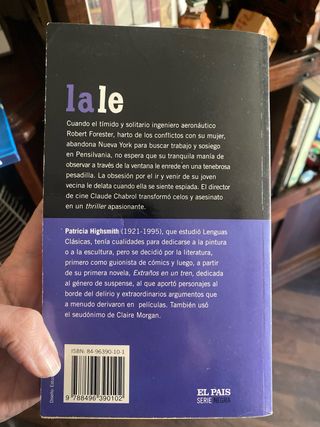 lale
Cuando el tímido y solitario ingeniero aeronáutico
Robert Forester, harto de los conflictos con su mujer,
abandona Nueva York para buscar trabajo y sosiego
en Pensilvania, no espera que su tranquila manía de
observar a través de la ventana le enrede en una tenebrosa
pesadilla. La obsesión por el ir y venir de su joven
vecina le delata cuando ella se siente espiada. El director
de cine Claude Chabrol transformó celos y asesinato
en un thriller apasionante.
Patricia Highsmith (1921-1995), que estudió Lenguas
Clásicas, tenía cualidades para dedicarse a la pintura
o a la escultura, pero se decidió por la literatura,
primero como guionista de cómics y luego, a partir
de su primera novela, Extraños en un tren, dedicada
al género de suspense, al que aportó personajes al
borde del delirio y extraordinarios argumentos que
a menudo derivaron en películas. También usó
el seudónimo de Claire Morgan.
ISBN: 84-96390-10-1
9 788496 390102
EL PAIS
SERIE NEGRA